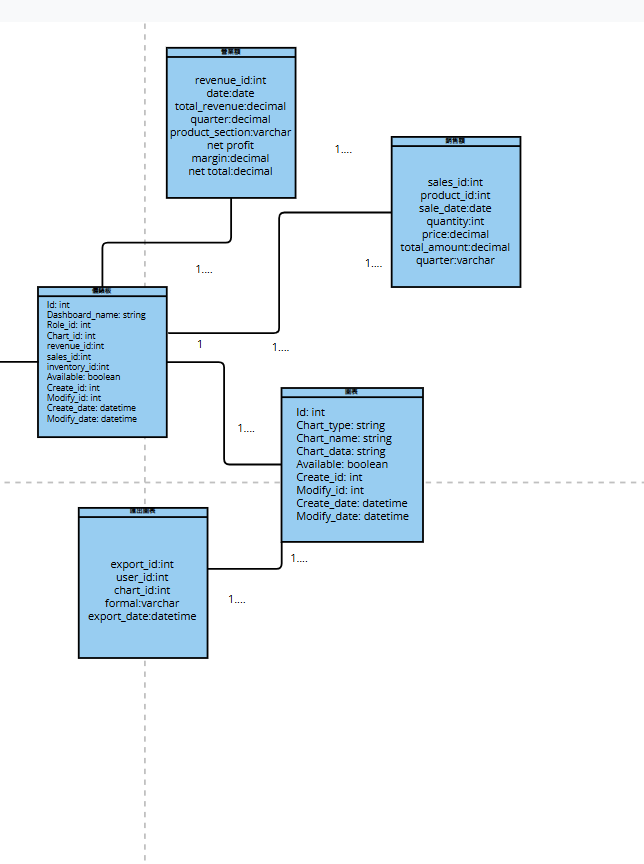 營業額
revenue_id:int
date:date
total_revenue:decimal
quarter:decimal
product_section:varchar
net profit
margin:decimal
net total:decimal
1....
銷售額
sales_id:int
product_id:int
sale_date:date
quantity:int
price:decimal
total_amount:decimal
quarter:varchar
1....
1....
儀錶板
Id: int
Dashboard_name: string
Role_id: int
Chart_id: int
revenue_id:int
sales_id:int
inventory_id:int
Available: boolean
Create_id: int
Modify_id: int
Create_date: datetime
Modify_date: datetime
1
1....
1....
圖表
Id: int
Chart_type: string
Chart_name: string
Chart_data: string
Available: boolean
Create_id: int
Modify_id: int
Create_date: datetime
Modify_date: datetime
匯出圖表
export_id:int
user_id:int
chart_id:int
formal:varchar
export_date:datetime
1....
1....